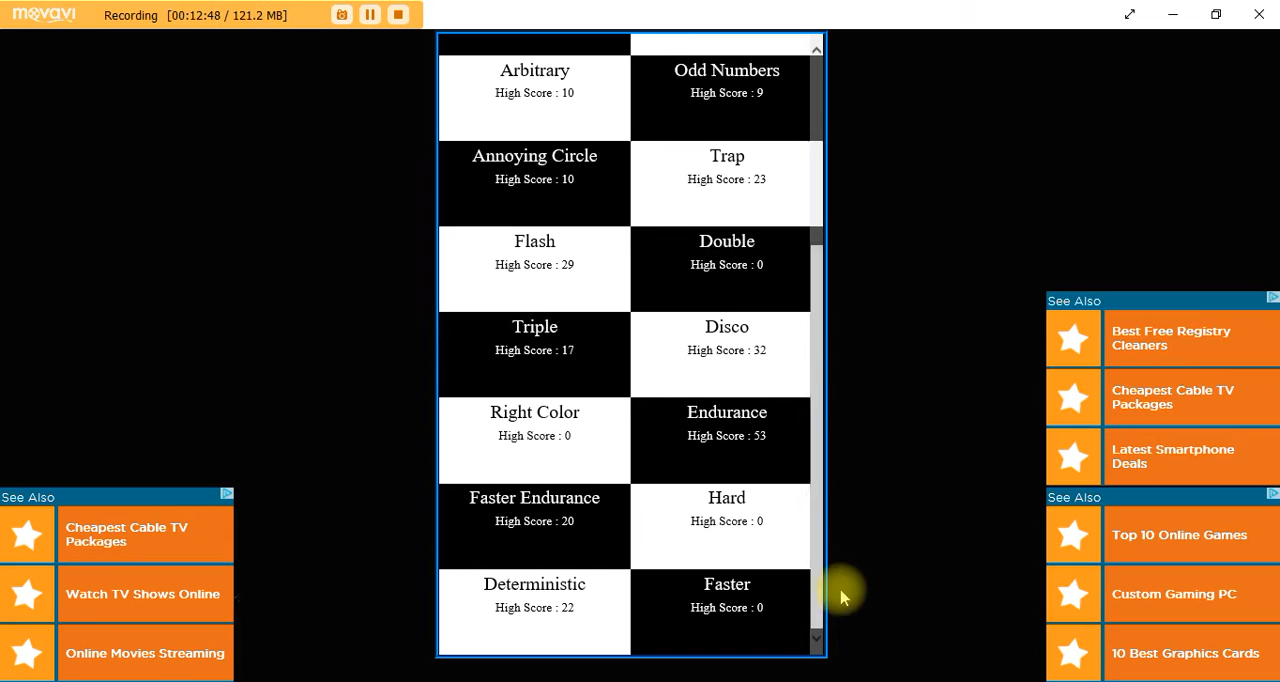 movavi
Recording [00:12:48 / 121.2 MB]
Arbitrary
High Score : 10
Odd Numbers
High Score : 9
Annoying Circle
High Score : 10
Trap
High Score : 23
Flash
High Score : 29
Double
High Score : 0
Triple
High Score : 17
Disco
High Score : 32
Right Color
High Score : 0
Endurance
High Score : 53
Faster Endurance
High Score : 20
Hard
High Score : 0
Deterministic
High Score : 22
Faster
High Score : 0
See Also
Cheapest Cable TV
Packages
Watch TV Shows Online
Online Movies Streaming
See Also
Best Free Registry
Cleaners
Cheapest Cable TV
Packages
Latest Smartphone
Deals
See Also
Top 10 Online Games
Custom Gaming PC
10 Best Graphics Cards